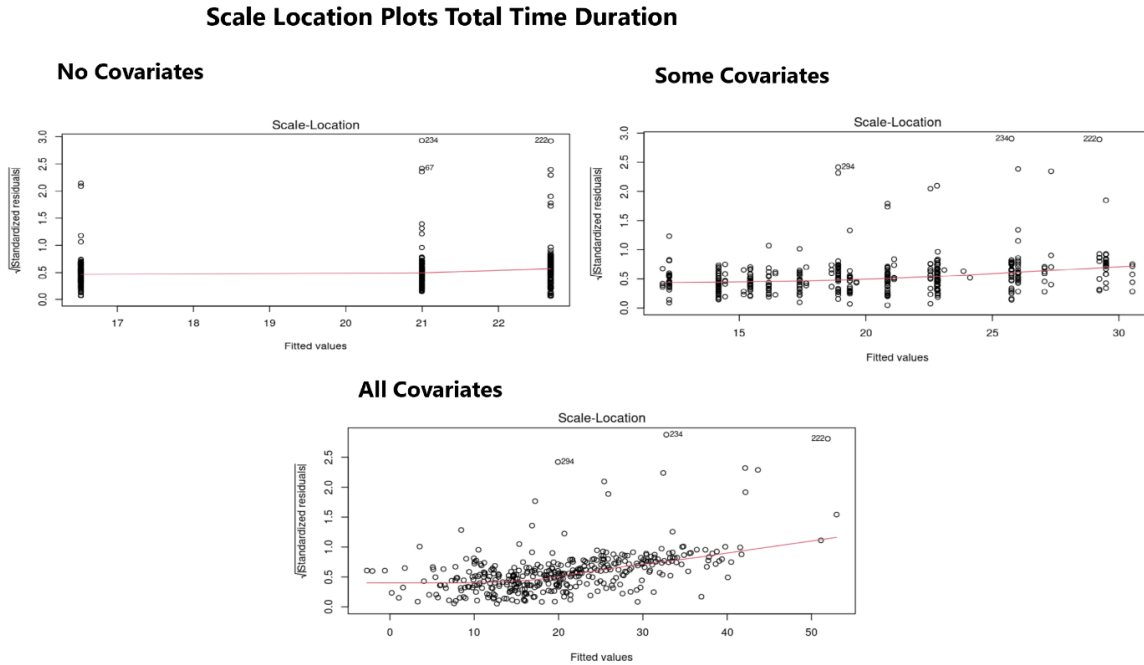 Scale Location Plots Total Time Duration
No Covariates
Scale-Location
√|Standardized residuals|
3.0
2.5
2.0
1.5
1.0
0.5
0.0
234
222
67
17 18 19 20 21 22
Fitted values
Some Covariates
Scale-Location
√|Standardized residuals|
3.0
2.0
1.5
1.0
0.5
0.0
234
222
294
15 20 25 30
Fitted values
All Covariates
Scale-Location
√|Standardized residuals|
2.5
2.0
1.5
1.0
0.5
0.0
234
222
294
0 10 20 30 40 50
Fitted values